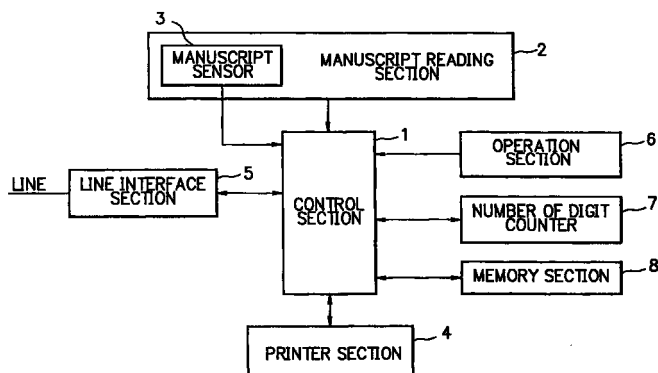 3
MANUSCRIPT
SENSOR
MANUSCRIPT READING
SECTION
2
1
CONTROL
SECTION
LINE
LINE INTERFACE
SECTION
5
OPERATION
SECTION
6
NUMBER OF DIGIT
COUNTER
7
MEMORY SECTION
8
PRINTER SECTION
4